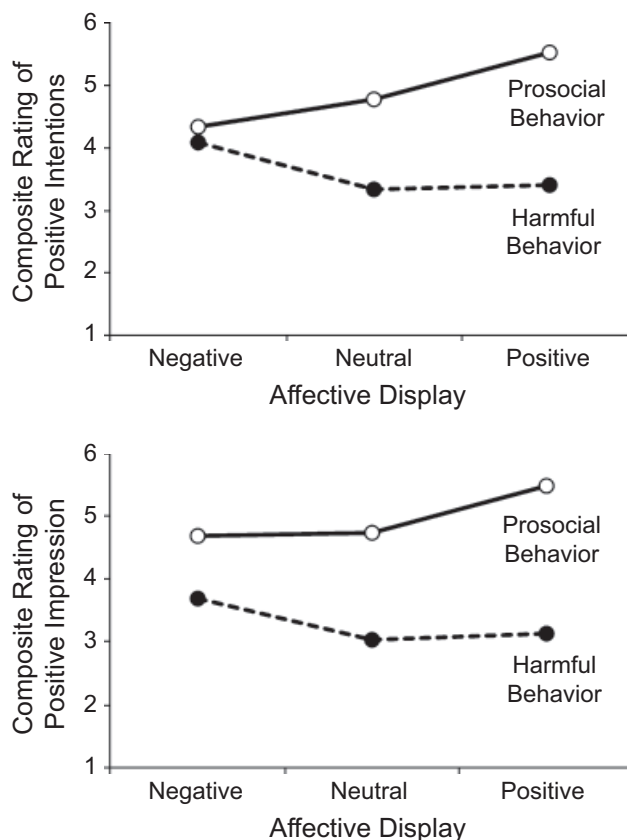 6
5
4
3
2
1
Composite Rating of
Positive Intentions
Prosocial
Behavior
Harmful
Behavior
Negative
Neutral
Positive
Affective Display
6
5
4
3
2
1
Composite Rating of
Positive Impression
Prosocial
Behavior
Harmful
Behavior
Negative
Neutral
Positive
Affective Display